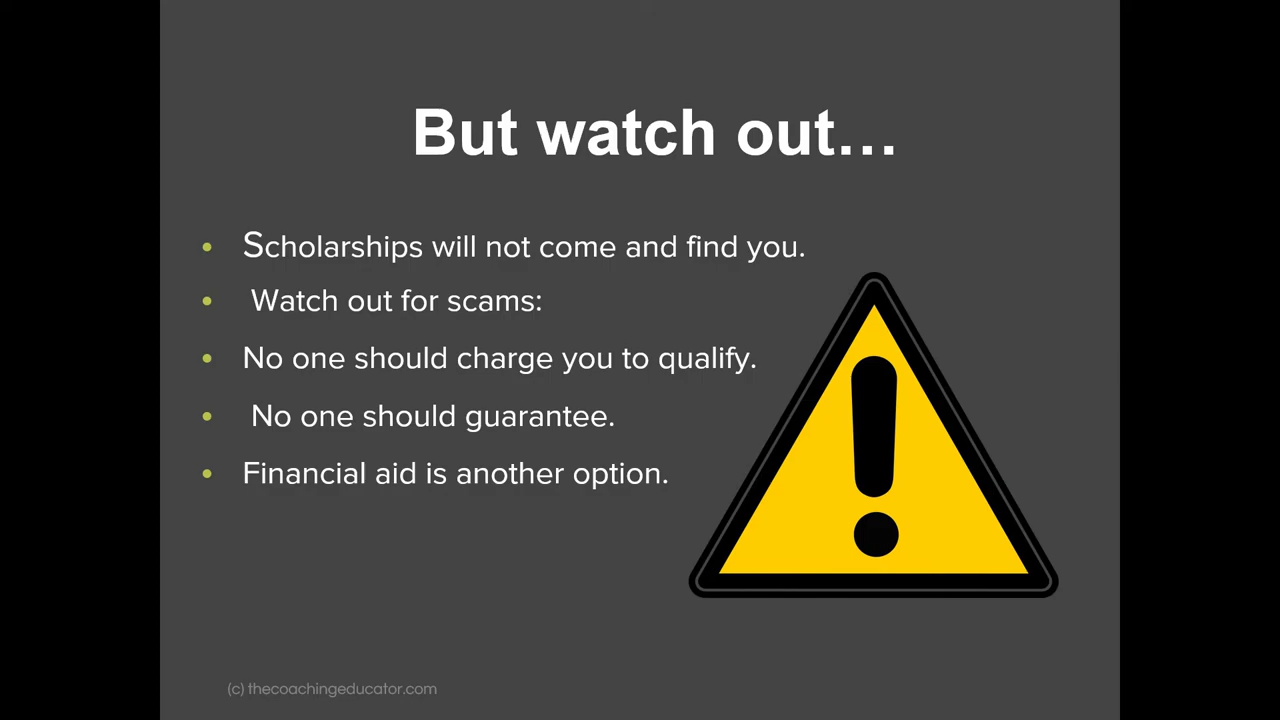 But watch out…
• Scholarships will not come and find you.
• Watch out for scams:
• No one should charge you to qualify.
• No one should guarantee.
• Financial aid is another option.
(c) thecoachingeducator.com